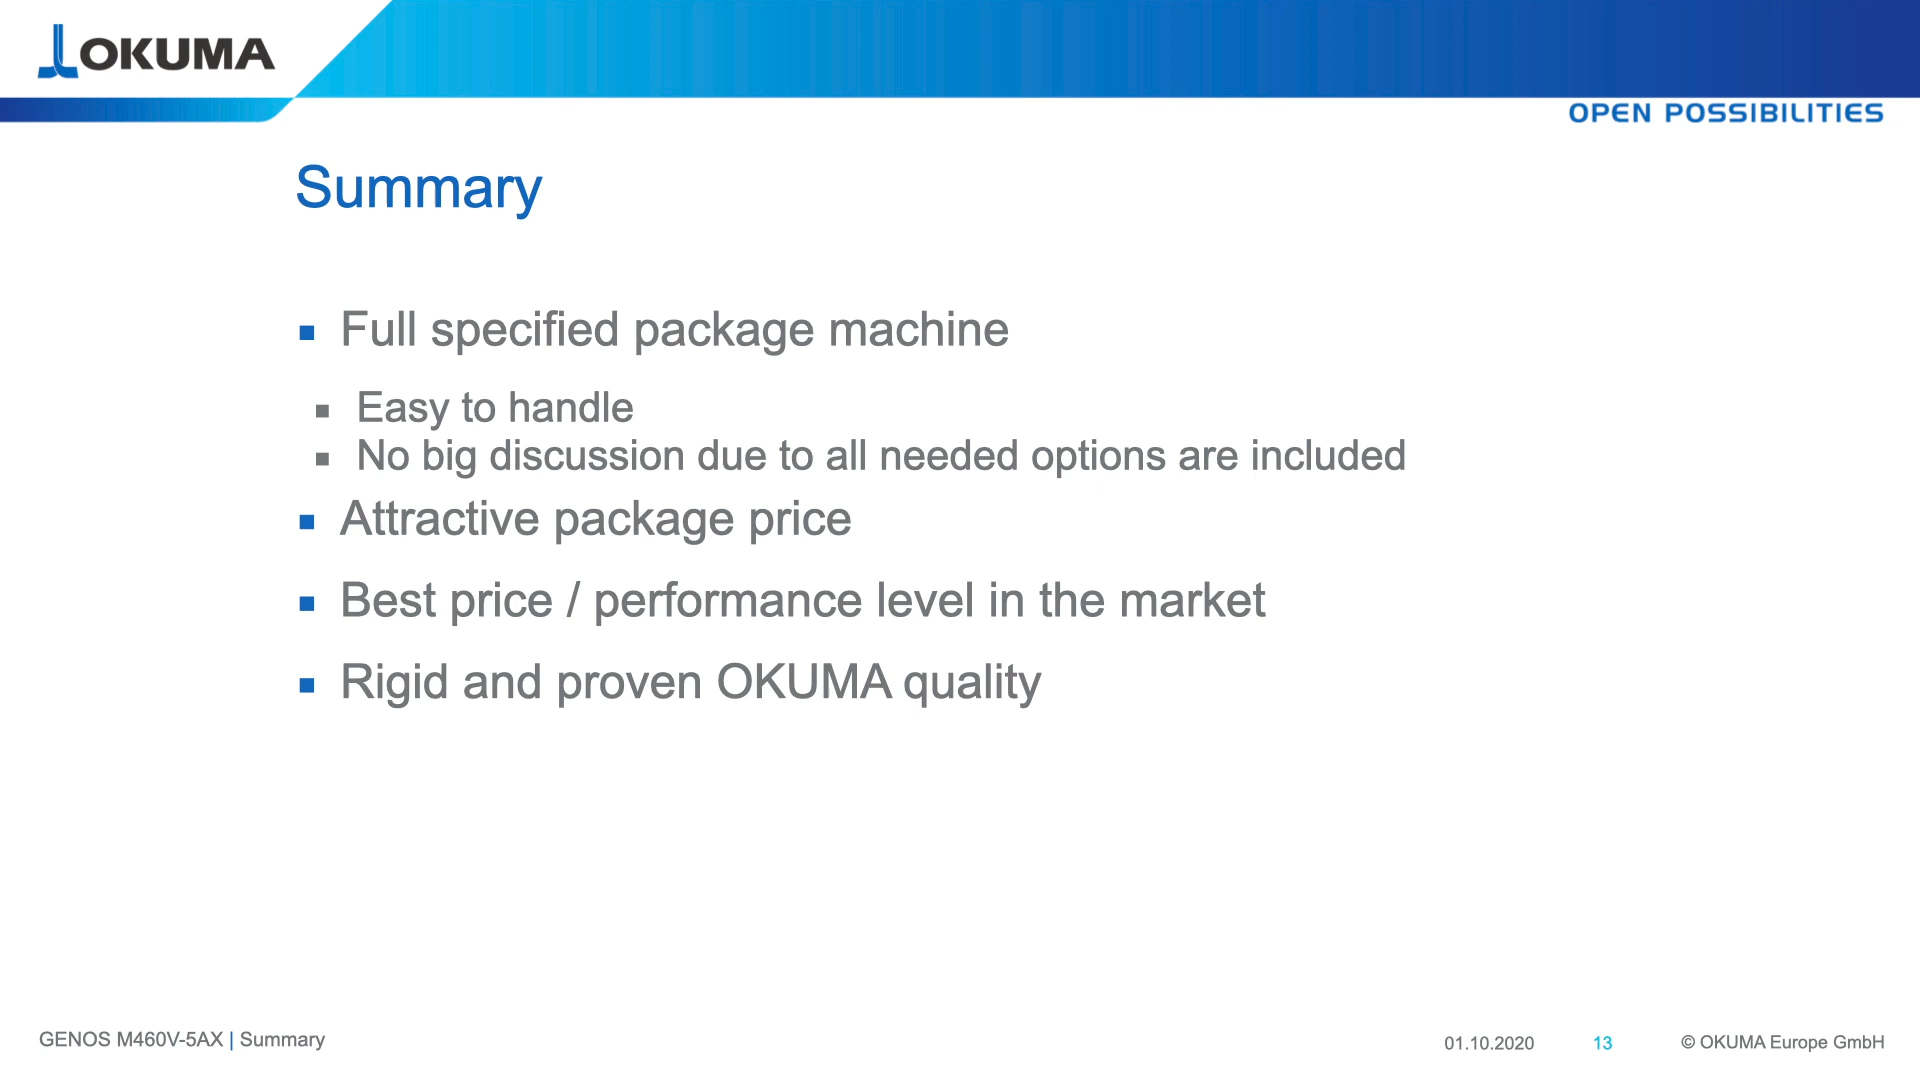 OKUMA
OPEN POSSIBILITIES
Summary
Full specified package machine
Easy to handle
No big discussion due to all needed options are included
Attractive package price
Best price / performance level in the market
Rigid and proven OKUMA quality
GENOS M460V-5AX | Summary
01.10.2020
13
© OKUMA Europe GmbH